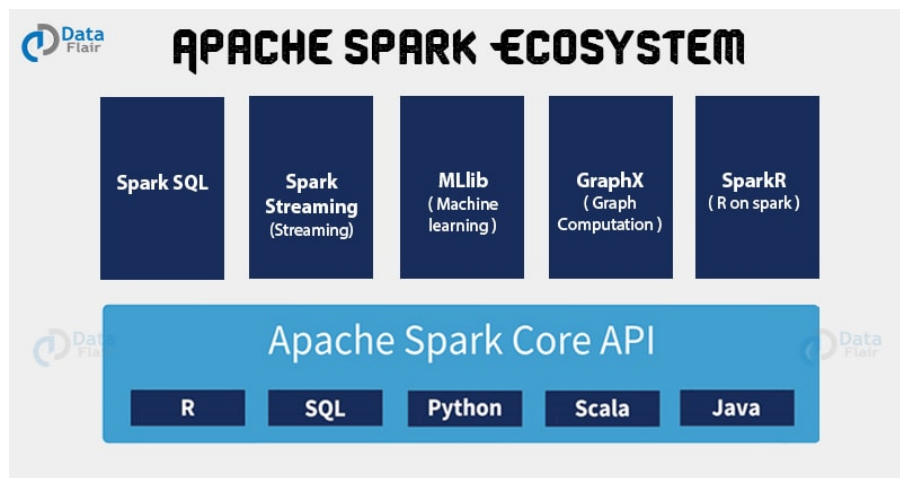 Data
Flair
APACHE SPARK ECOSYSTEM
Spark SQL
Spark
Streaming
(Streaming)
MLlib
( Machine
learning )
GraphX
( Graph
Computation )
SparkR
( R on spark )
Data
Flair
Apache Spark Core API
Data
Flair
R
SQL
Python
Scala
Java